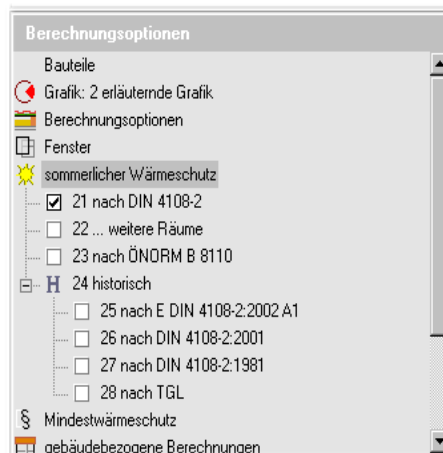 Berechnungsoptionen
Bauteile
Grafik: 2 erläuternde Grafik
Berechnungsoptionen
Fenster
sommerlicher Wärmeschutz
21 nach DIN 4108-2
22 ... weitere Räume
23 nach ÖNORM B 8110
H 24 historisch
25 nach E DIN 4108-2:2002 A1
26 nach DIN 4108-2:2001
27 nach DIN 4108-2:1981
28 nach TGL
§ Mindestwärmeschutz
gebäudebezogene Berechnungen